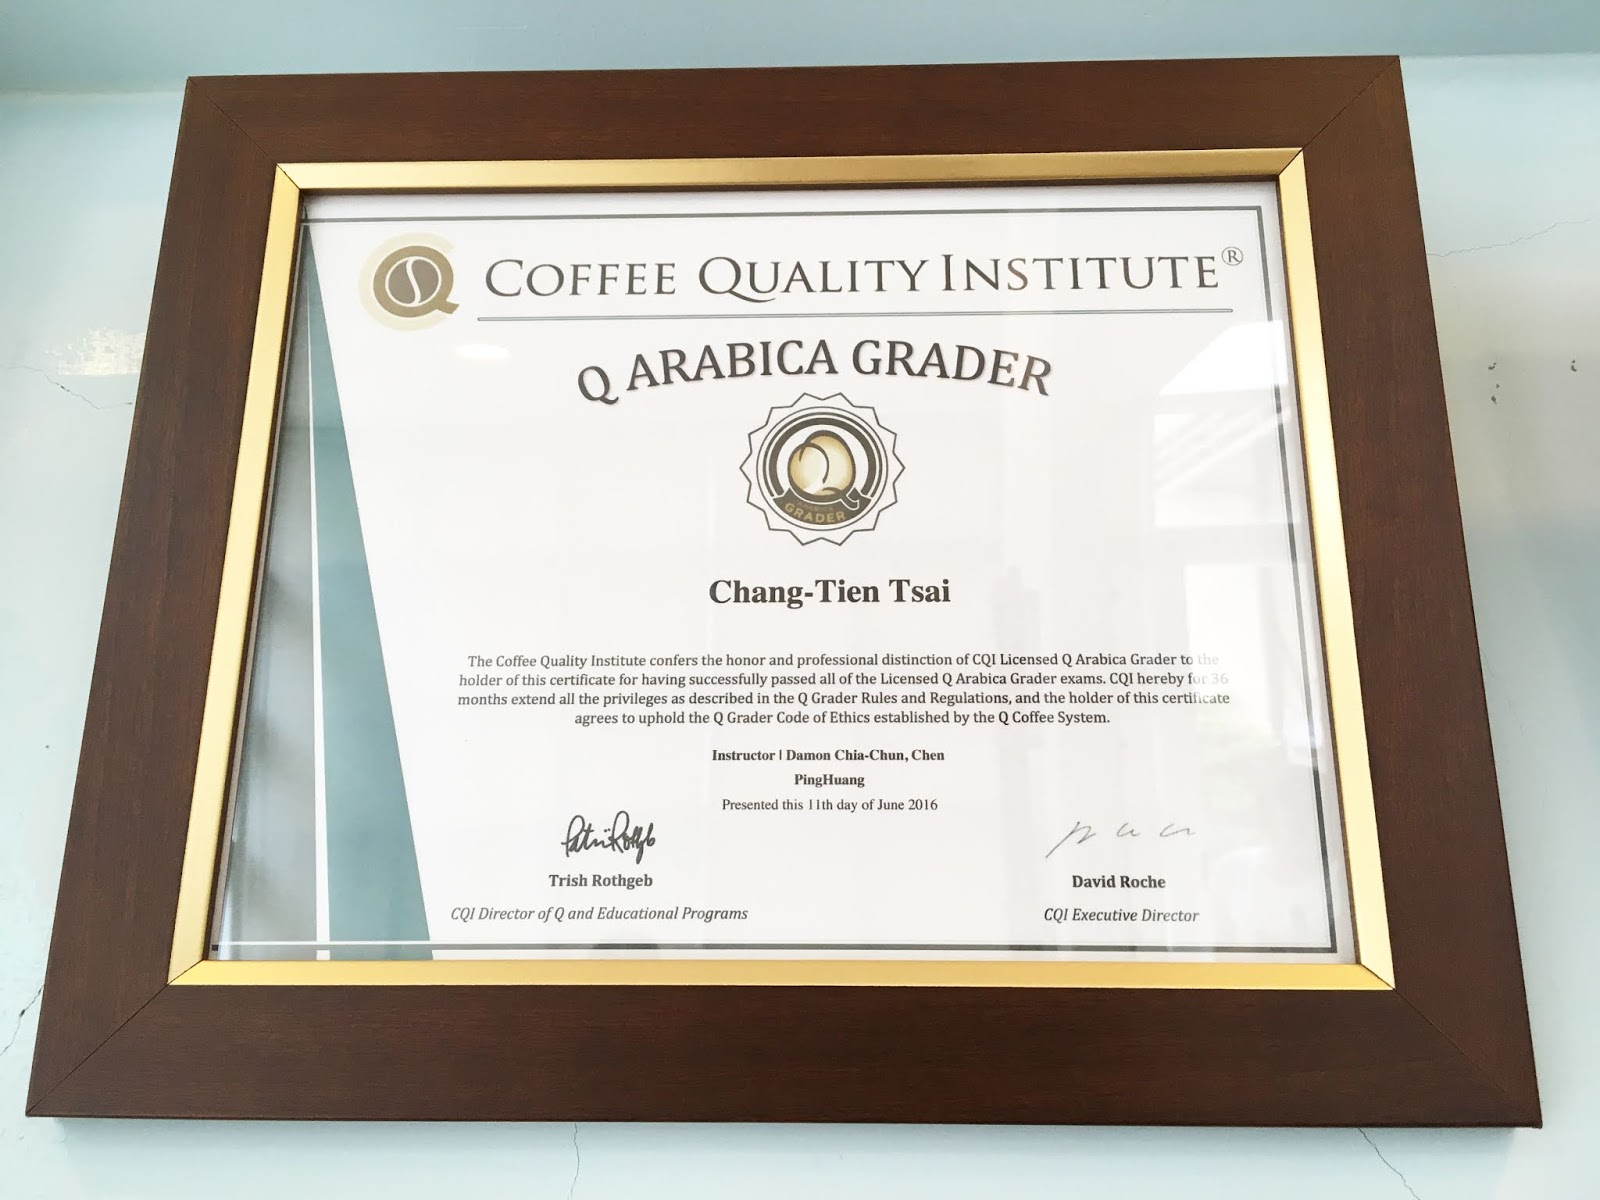 COFFEE QUALITY INSTITUTE®
Q ARABICA GRADER
GRADER
Chang-Tien Tsai
The Coffee Quality Institute confers the honor and professional distinction of CQI Licensed Q Arabica Grader to the
holder of this certificate for having successfully passed all of the Licensed Q Arabica Grader exams. CQI hereby for 36
months extend all the privileges as described in the Q Grader Rules and Regulations, and the holder of this certificate
agrees to uphold the Q Grader Code of Ethics established by the Q Coffee System.
Instructor | Damon Chia-Chun, Chen
PingHuang
Presented this 11th day of June 2016
Trish Rothgeb
David Roche
CQI Director of Q and Educational Programs
CQI Executive Director